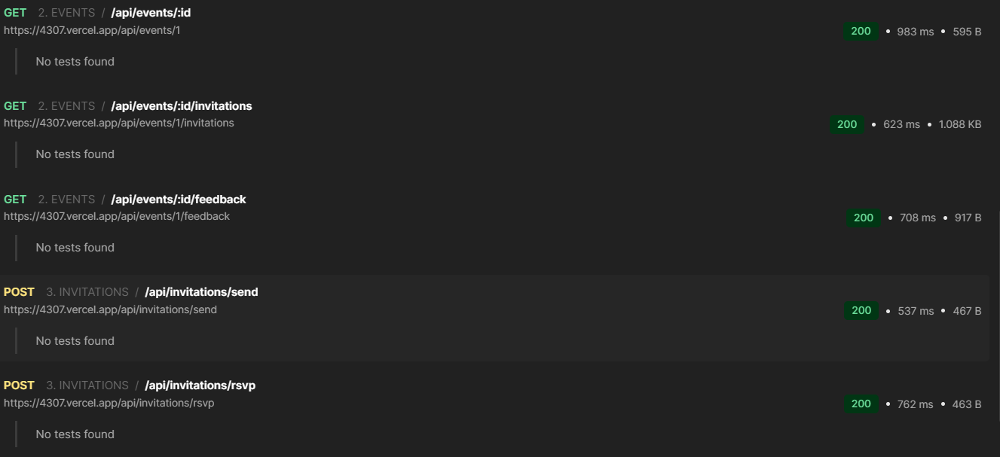 GET 2. EVENTS / /api/events/:id
https://4307.vercel.app/api/events/1
200 • 983 ms • 595 B
No tests found
GET 2. EVENTS / /api/events/:id/invitations
https://4307.vercel.app/api/events/1/invitations
200 • 623 ms • 1.088 KB
No tests found
GET 2. EVENTS / /api/events/:id/feedback
https://4307.vercel.app/api/events/1/feedback
200 • 708 ms • 917 B
No tests found
POST 3. INVITATIONS / /api/invitations/send
https://4307.vercel.app/api/invitations/send
200 • 537 ms • 467 B
No tests found
POST 3. INVITATIONS / /api/invitations/rsvp
https://4307.vercel.app/api/invitations/rsvp
200 • 762 ms • 463 B
No tests found